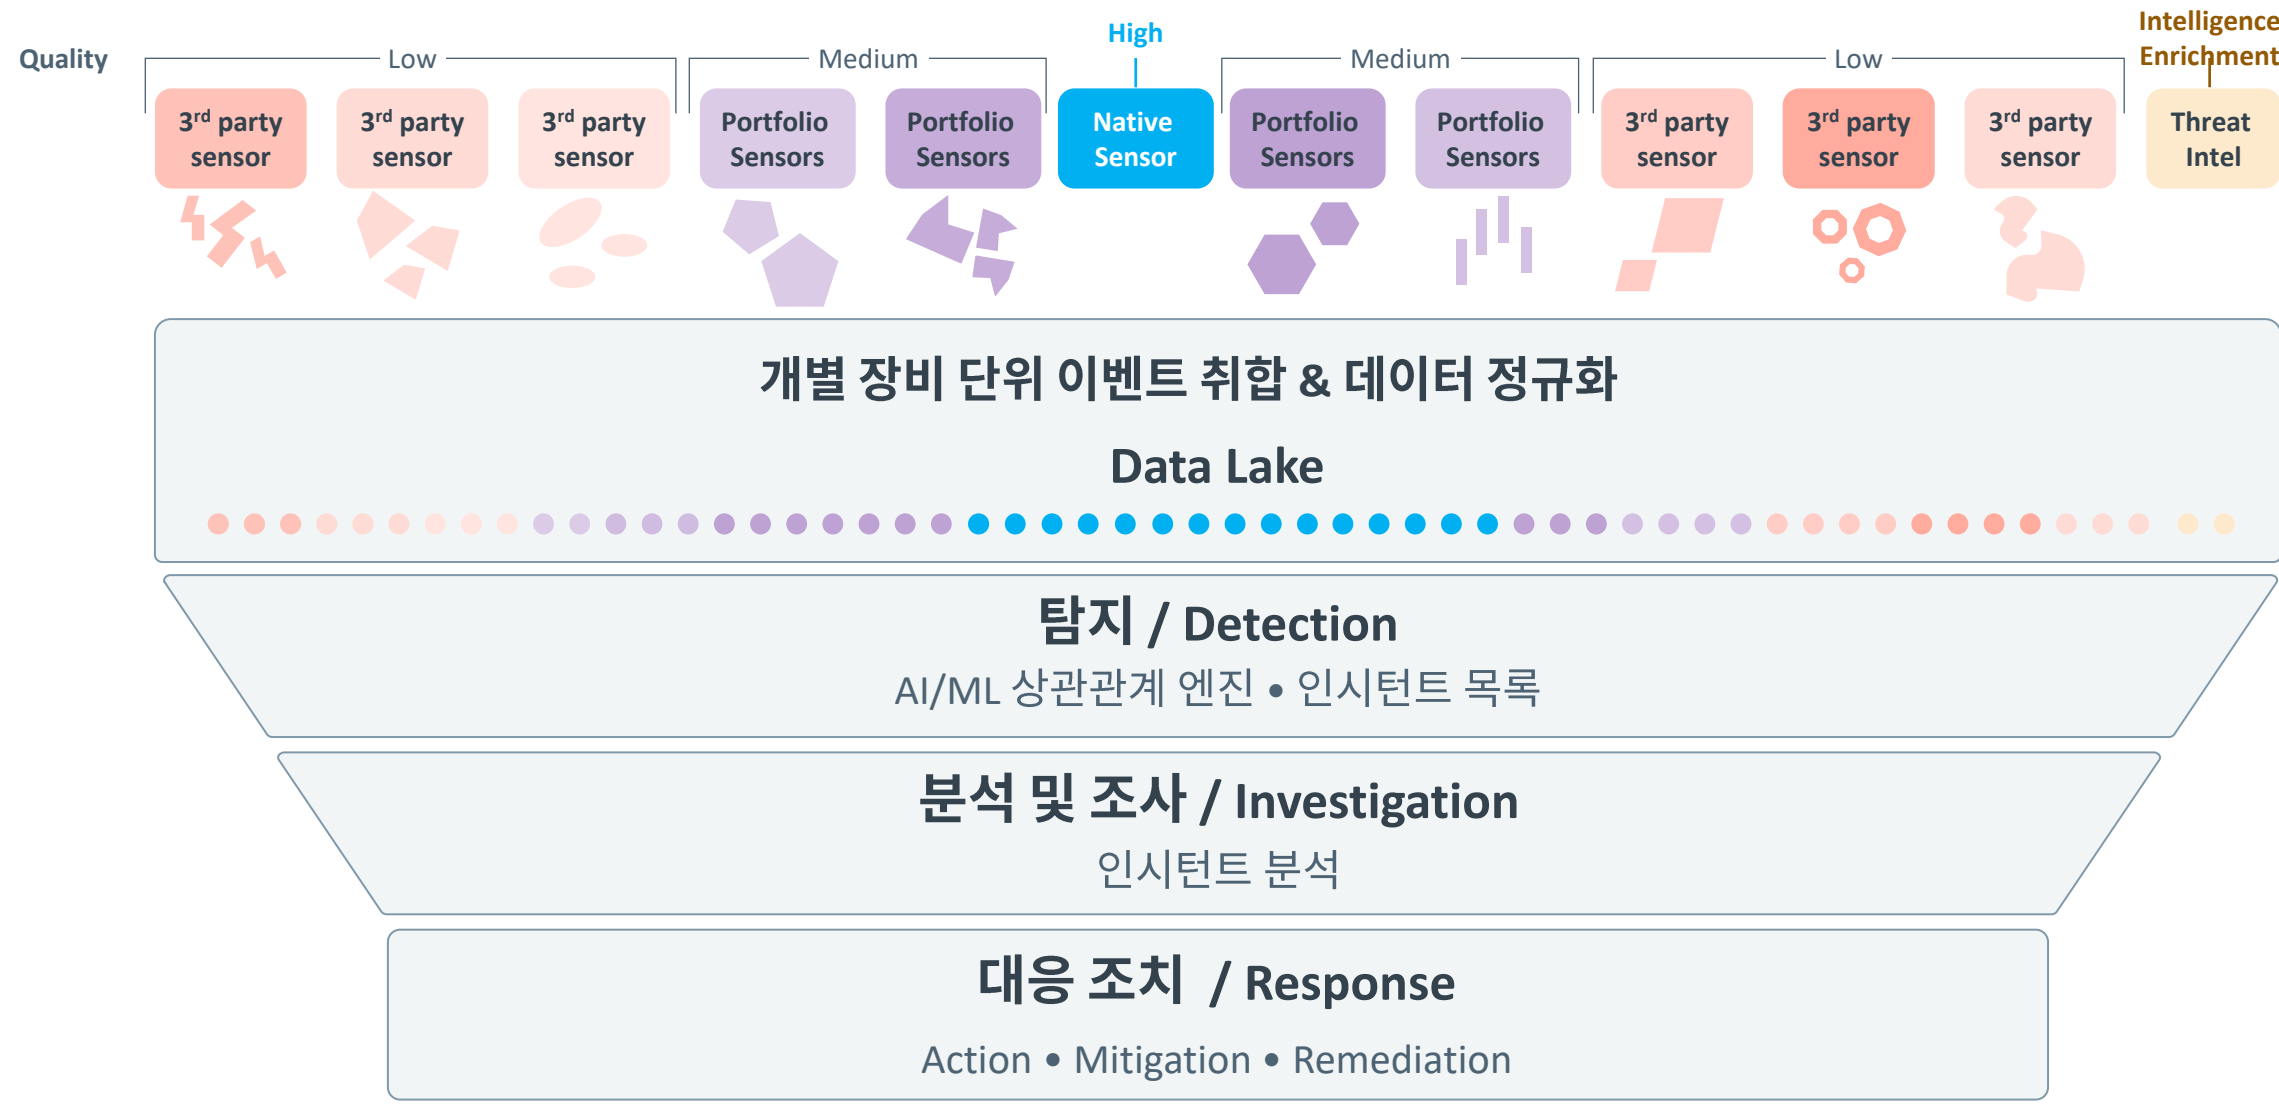 Quality
Low
Medium
High
Medium
Low
Intelligence
Enrichment
3rd party
sensor
3rd party
sensor
3rd party
sensor
Portfolio
Sensors
Portfolio
Sensors
Native
Sensor
Portfolio
Sensors
Portfolio
Sensors
3rd party
sensor
3rd party
sensor
3rd party
sensor
Threat
Intel
개별 장비 단위 이벤트 취합 & 데이터 정규화
Data Lake
탐지 / Detection
AI/ML 상관관계 엔진 • 인시턴트 목록
분석 및 조사 / Investigation
인시턴트 분석
대응 조치 / Response
Action • Mitigation • Remediation